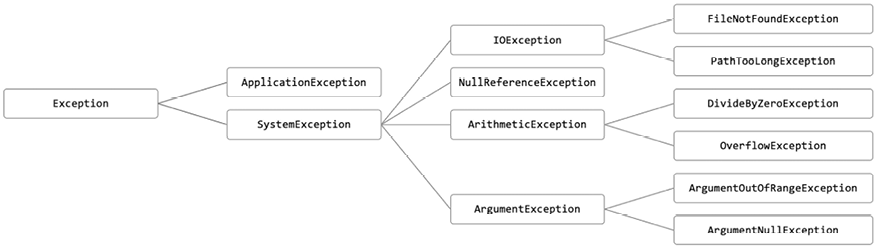 Exception
ApplicationException
SystemException
IOException
NullReferenceException
ArithmeticException
ArgumentException
FileNotFoundException
PathTooLongException
DivideByZeroException
OverflowException
ArgumentOutOfRangeException
ArgumentNullException